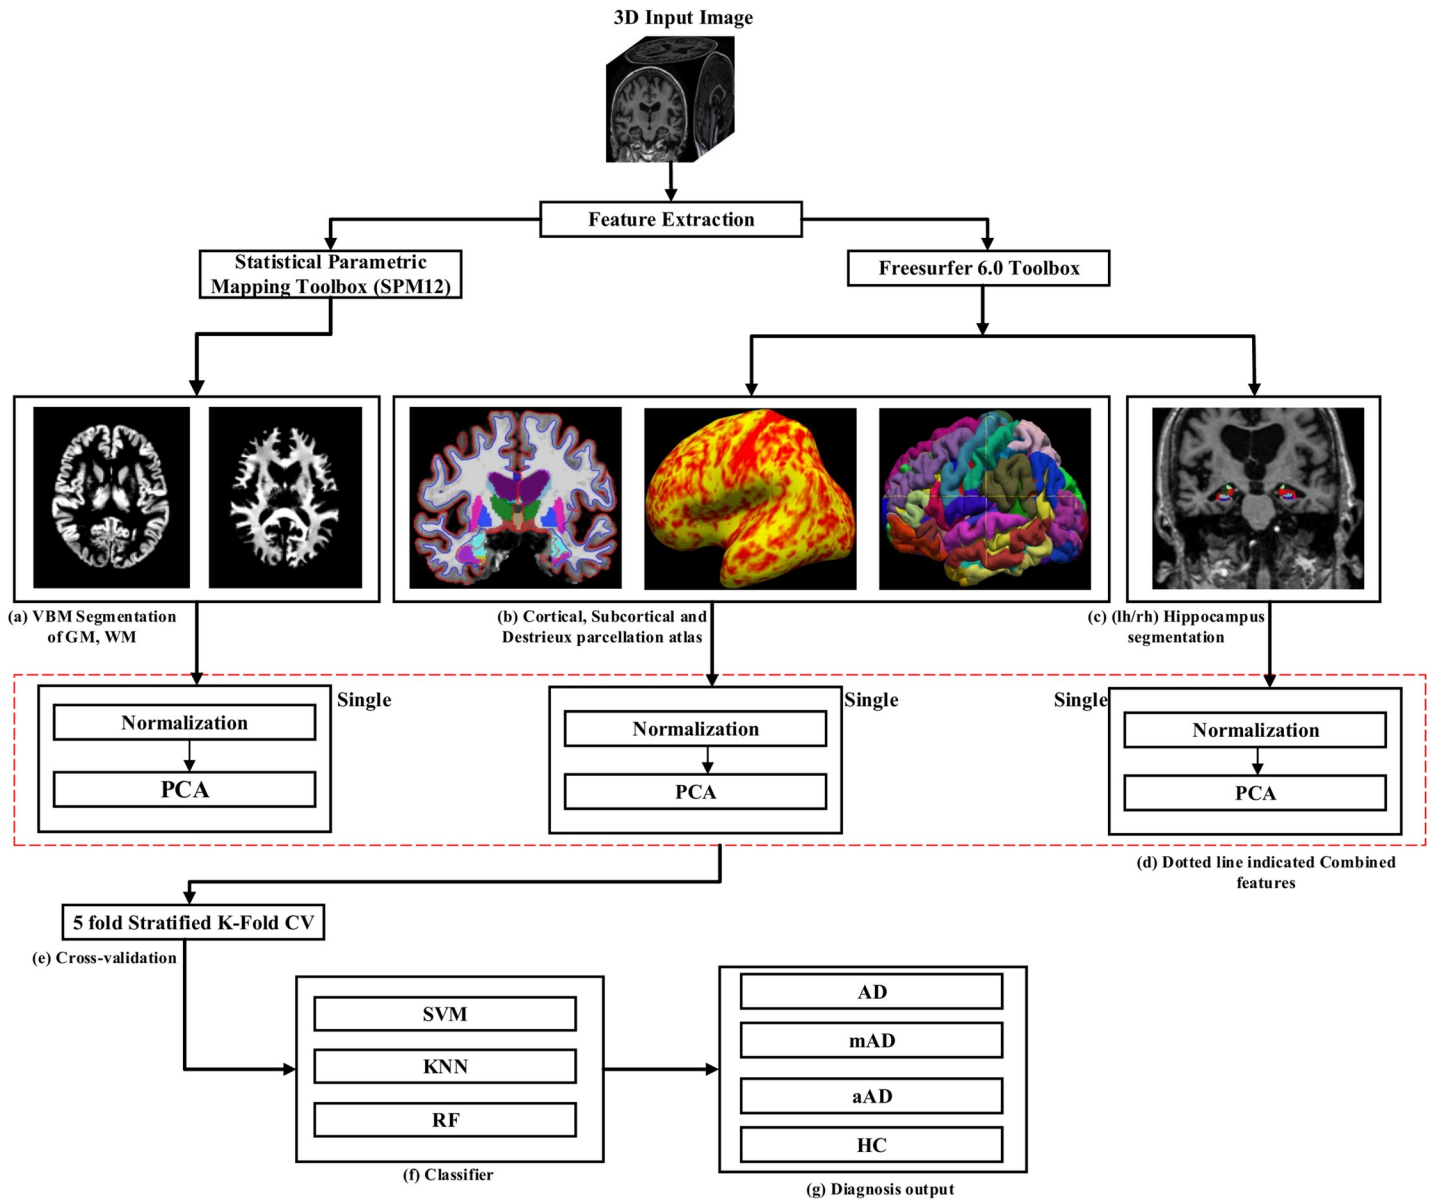 3D Input Image
Feature Extraction
Statistical Parametric
Mapping Toolbox (SPM12)
Freesurfer 6.0 Toolbox
(a) VBM Segmentation
of GM, WM
(b) Cortical, Subcortical and
Destrieux parcellation atlas
(c) (lh/rh) Hippocampus
segmentation
Single
Normalization
PCA
Single
Normalization
PCA
Single
Normalization
PCA
(d) Dotted line indicated Combined
features
5 fold Stratified K-Fold CV
(e) Cross-validation
SVM
KNN
RF
(f) Classifier
AD
mAD
aAD
HC
(g) Diagnosis output